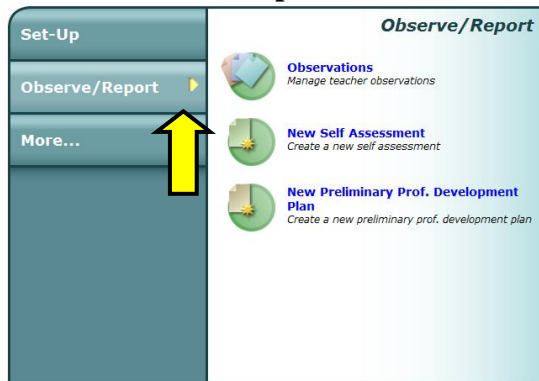 Set-Up
Observe/Report
More...
Observe/Report
Observations
Manage teacher observations
New Self Assessment
Create a new self assessment
New Preliminary Prof. Development
Plan
Create a new preliminary prof. development plan